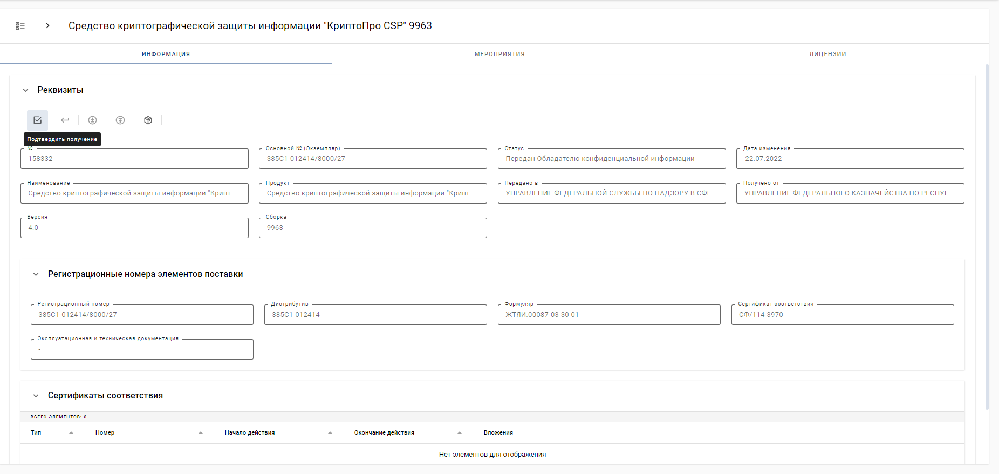 Средство криптографической защиты информации "КриптоПро CSP" 9963
ИНФОРМАЦИЯ
МЕРОПРИЯТИЯ
ЛИЦЕНЗИИ
Реквизиты
Подтвердить получение
№
158332
Основной № (Экземпляр)
385С1-012414/8000/27
Статус
Передан Обладателю конфиденциальной информации
Дата изменения
22.07.2022
Наименование
Средство криптографической защиты информации "Крипт
Продукт
Средство криптографической защиты информации "Крипт
Передано в
УПРАВЛЕНИЕ ФЕДЕРАЛЬНОЙ СЛУЖБЫ ПО НАДЗОРУ В СФЕ
Получено от
УПРАВЛЕНИЕ ФЕДЕРАЛЬНОГО КАЗНАЧЕЙСТВА ПО РЕСПУБ
Версия
4.0
Сборка
9963
Регистрационные номера элементов поставки
Регистрационный номер
385С1-012414/8000/27
Дистрибутив
385С1-012414
Формуляр
ЖТЯИ.00087-03 30 01
Сертификат соответствия
СФ/114-3970
Эксплуатационная и техническая документация
-
Сертификаты соответствия
ВСЕГО ЭЛЕМЕНТОВ: 0
Тип
Номер
Начало действия
Окончание действия
Вложения
Нет элементов для отображения